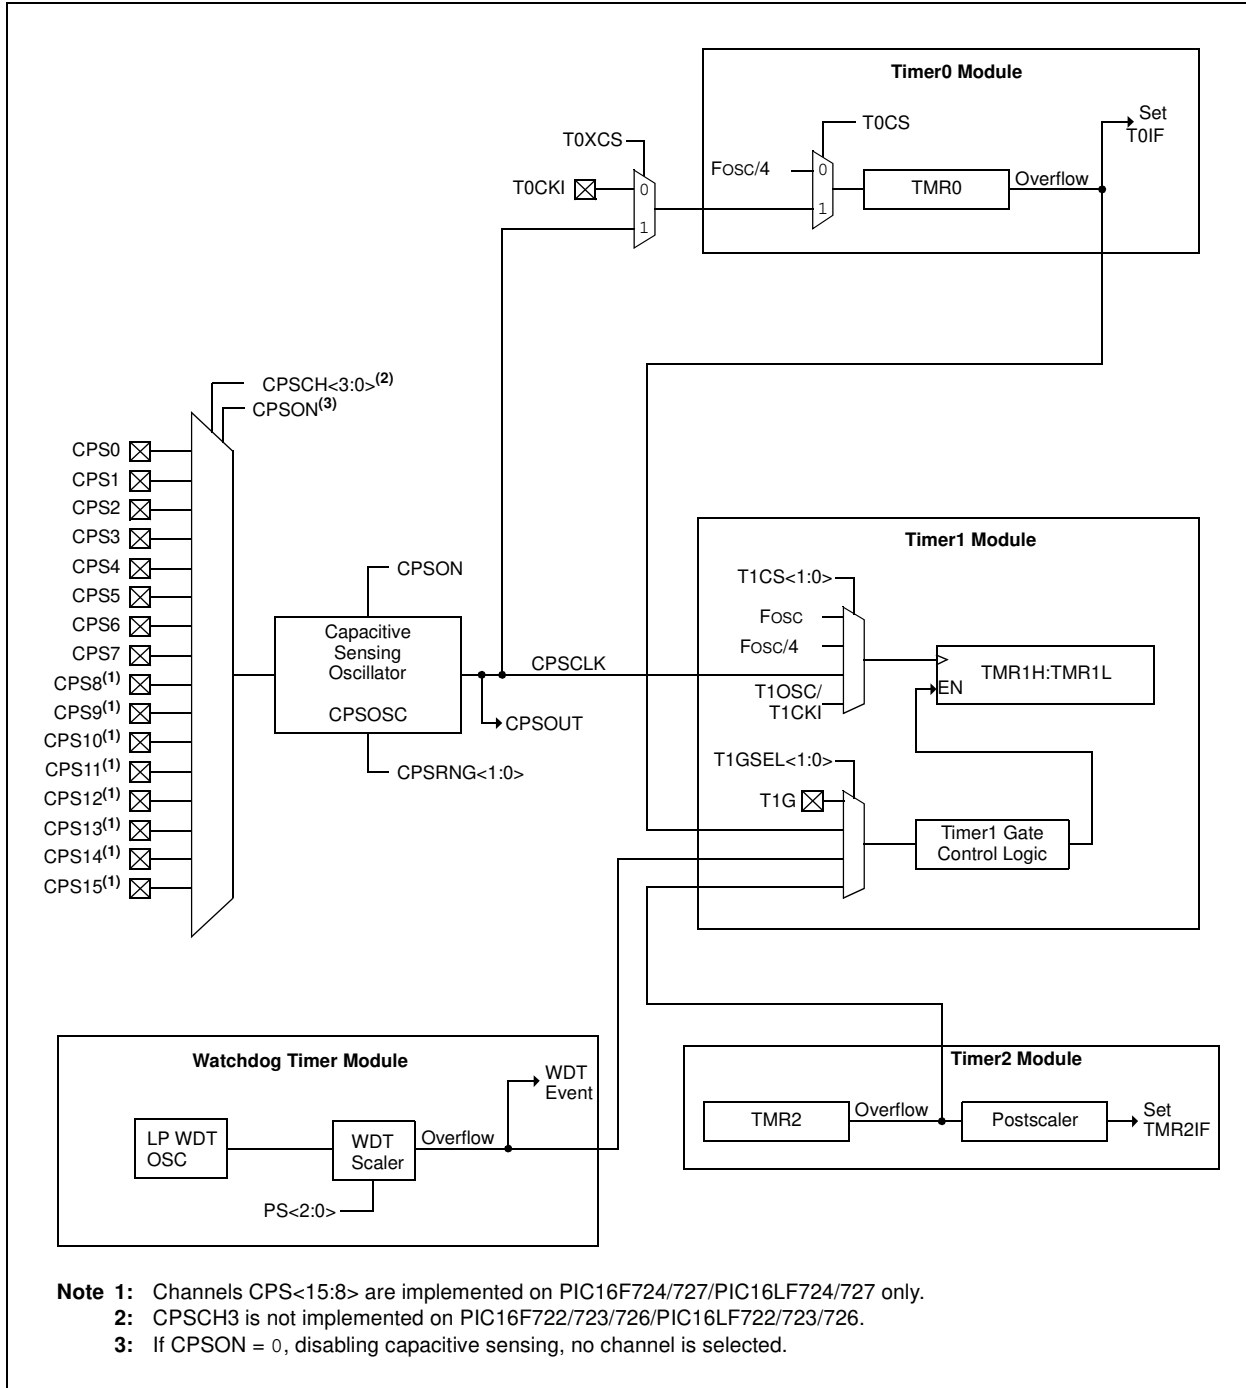 Timer0 Module
Set
T0IF
T0CS
T0XCS
FOSC/4
0
1
T0CKI
0
1
TMR0
Overflow
CPSCH<3:0>(2)
CPSON(3)
CPS0
CPS1
CPS2
CPS3
CPS4
CPS5
CPS6
CPS7
CPS8(1)
CPS9(1)
CPS10(1)
CPS11(1)
CPS12(1)
CPS13(1)
CPS14(1)
CPS15(1)
CPSON
Capacitive
Sensing
Oscillator
CPSOSC
CPSRNG<1:0>
CPSCLK
CPSOUT
Timer1 Module
T1CS<1:0>
FOSC
FOSC/4
T1OSC/
T1CKI
TMR1H:TMR1L
EN
T1GSEL<1:0>
T1G
Timer1 Gate
Control Logic
Watchdog Timer Module
WDT
Event
LP WDT
OSC
WDT
Scaler
Overflow
PS<2:0>
Timer2 Module
TMR2
Overflow
Postscaler
Set
TMR2IF
Note 1: Channels CPS<15:8> are implemented on PIC16F724/727/PIC16LF724/727 only.
2: CPSCH3 is not implemented on PIC16F722/723/726/PIC16LF722/723/726.
3: If CPSON = 0, disabling capacitive sensing, no channel is selected.